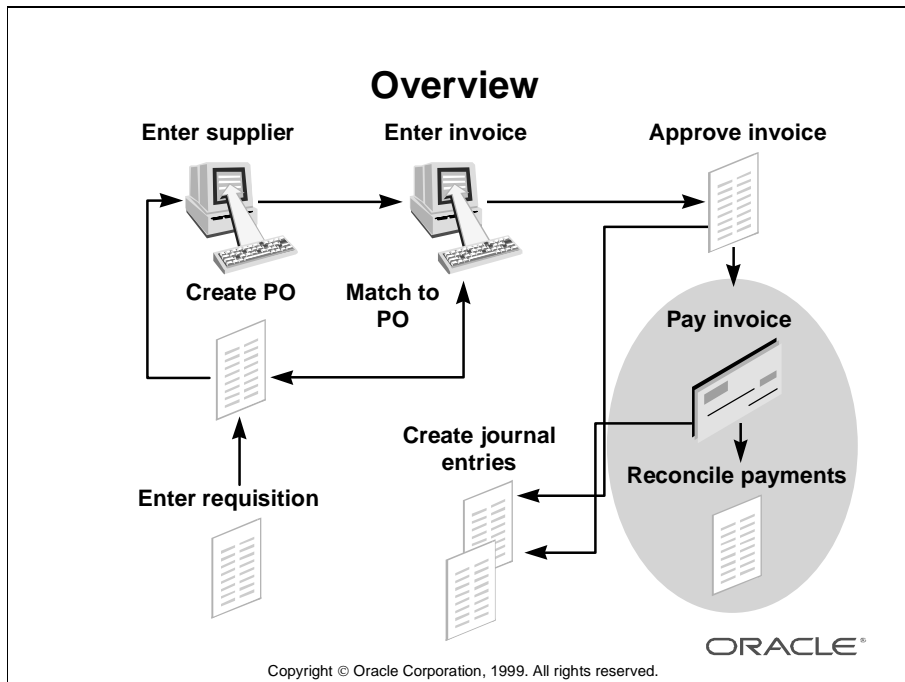 Overview
Enter supplier
Enter invoice
Approve invoice
Create PO
Match to
PO
Pay invoice
Create journal
entries
Reconcile payments
Enter requisition
ORACLE®
Copyright © Oracle Corporation, 1999. All rights reserved.